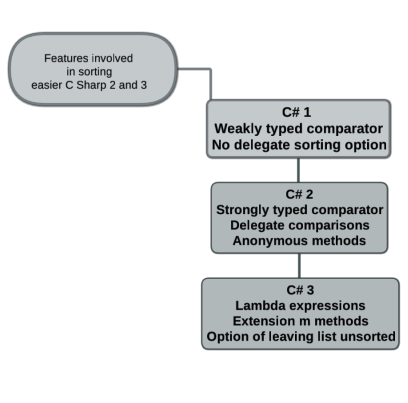 Features involved
in sorting
easier C Sharp 2 and 3
C# 1
Weakly typed comparator
No delegate sorting option
C# 2
Strongly typed comparator
Delegate comparisons
Anonymous methods
C# 3
Lambda expressions
Extension m methods
Option of leaving list unsorted